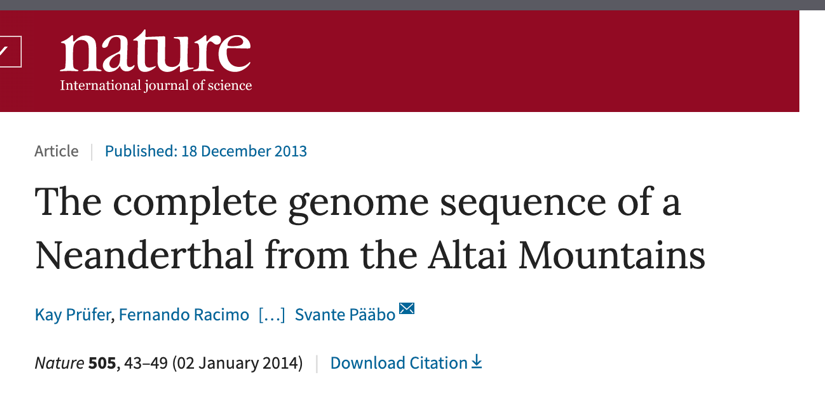 nature
International journal of science
Article | Published: 18 December 2013
The complete genome sequence of a
Neanderthal from the Altai Mountains
Kay Prüfer, Fernando Racimo […] Svante Pääbo
Nature 505, 43–49 (02 January 2014) | Download Citation